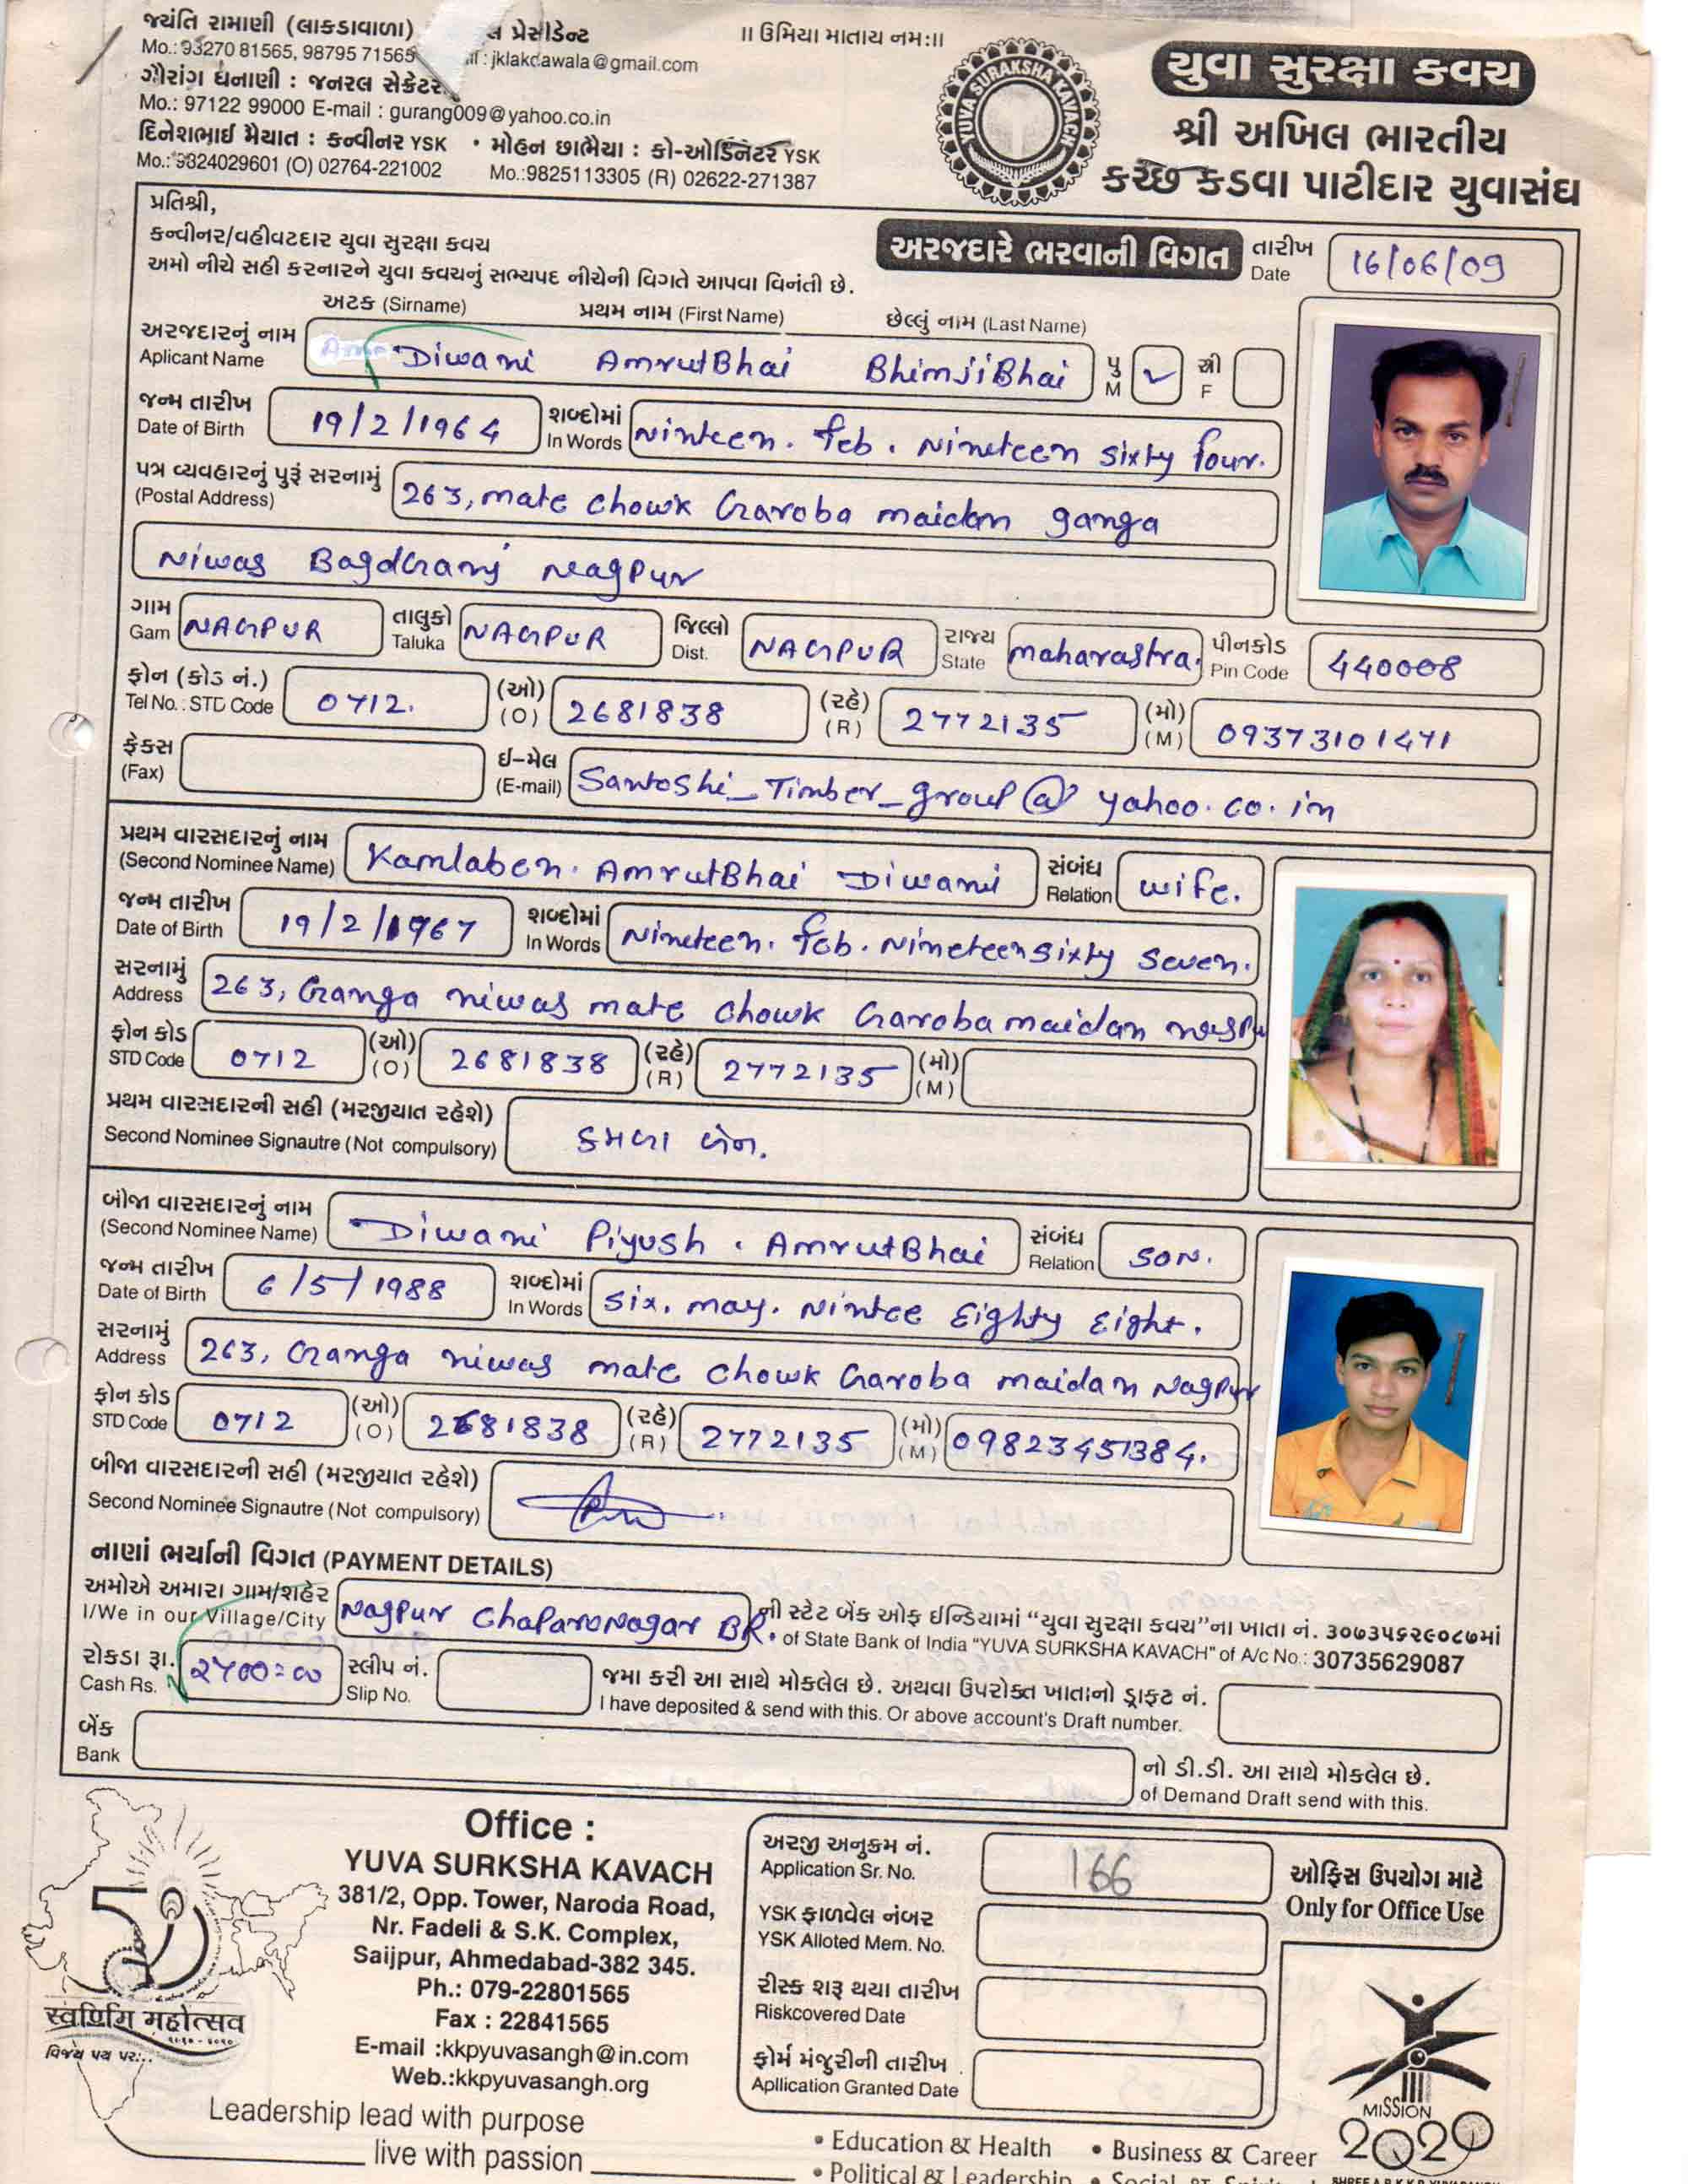 જયંતિ રામાણી (લાકડાવાળા) પ્રેસીડેન્ટ
Mo.: 93270 81565, 98795 71565 : jklakdawala@gmail.com
ગૌરાંગ ધનાણી : જનરલ સેક્રેટરી
Mo.: 97122 99000 E-mail : gurang009@yahoo.co.in
દિનેશભાઈ મૈયાત : કન્વીનર YSK • મોહન છાભૈયા : કો-ઓર્ડિનેટર YSK
Mo.: 9824029601 (O) 02764-221002 Mo.:9825113305 (R) 02622-271387
॥ ઉમિયા માતાય નમઃ॥
YUVA SURAKSHA KAVACH
યુવા સુરક્ષા કવચ
શ્રી અખિલ ભારતીય
કચ્છ કડવા પાટીદાર યુવાસંઘ
પ્રતિશ્રી,
કન્વીનર/વહીવટદાર યુવા સુરક્ષા કવચ
અમો નીચે સહી કરનારને યુવા કવચનું સભ્યપદ નીચેની વિગતે આપવા વિનંતી છે.
અરજદારે ભરવાની વિગત તારીખ Date 16/06/09
અટક (Sirname) પ્રથમ નામ (First Name) છેલ્લું નામ (Last Name)
અરજદારનું નામ Aplicant Name Diwani AmrutBhai BhimjiBhai પુ M ✓ સ્રી F
જન્મ તારીખ Date of Birth 19/2/1964 શબ્દોમાં In Words Ninteen. feb. Nineteen sixty four.
પત્ર વ્યવહારનું પુરૂં સરનામું (Postal Address) 263, mate chowk Garoba maidan ganga
Niwas BagdGanj Nagpur
ગામ Gam NAGPUR તાલુકો Taluka NAGPUR જિલ્લો Dist. NAGPUR રાજ્ય State maharastra. પીનકોડ Pin Code 440008
ફોન (કોડ નં.) Tel No. : STD Code 0712. (ઓ) (O) 2681838 (રહે) (R) 2772135 (મો) (M) 09373101471
ફેક્સ (Fax) ઈ-મેલ (E-mail) Santoshi_Timber_group@yahoo.co.in
પ્રથમ વારસદારનું નામ (Second Nominee Name) Kamlaben. AmrutBhai Diwani સંબંધ Relation wife.
જન્મ તારીખ Date of Birth 19/2/1967 શબ્દોમાં In Words Nineteen. feb. Nineteen sixty seven.
સરનામું Address 263, Ganga niwas mate chowk Garoba maidan nagpu
ફોન કોડ STD Code 0712 (ઓ) (O) 2681838 (રહે) (R) 2772135 (મો) (M)
પ્રથમ વારસદારની સહી (મરજીયાત રહેશે)
Second Nominee Signautre (Not compulsory) કમળા બેન.
બીજા વારસદારનું નામ (Second Nominee Name) Diwani Piyush . AmrutBhai સંબંધ Relation SON.
જન્મ તારીખ Date of Birth 6/5/1988 શબ્દોમાં In Words Six. may. Nintee Eighty Eight.
સરનામું Address 263, Ganga niwas mate chowk Garoba maidan Nagpur
ફોન કોડ STD Code 0712 (ઓ) (O) 2681838 (રહે) (R) 2772135 (મો) (M) 09823451384.
બીજા વારસદારની સહી (મરજીયાત રહેશે)
Second Nominee Signautre (Not compulsory)
નાણાં ભર્યાની વિગત (PAYMENT DETAILS)
અમોએ અમારા ગામ/શહેર I/We in our Village/City Nagpur ChaparuNagar BR. ની સ્ટેટ બેંક ઓફ ઈન્ડિયામાં “યુવા સુરક્ષા કવચ”ના ખાતા નં. ૩૦૭૩૫૬૨૯૦૮૭માં
of State Bank of India "YUVA SURKSHA KAVACH" of A/c No.: 30735629087
રોકડા રૂા. Cash Rs. ૨૪00=00 સ્લીપ નં. Slip No. જમા કરી આ સાથે મોકલેલ છે. અથવા ઉપરોક્ત ખાતાનો ડ્રાફ્ટ નં.
I have deposited & send with this. Or above account's Draft number.
બેંક Bank નો ડી.ડી. આ સાથે મોકલેલ છે.
of Demand Draft send with this.
Office :
YUVA SURKSHA KAVACH
381/2, Opp. Tower, Naroda Road,
Nr. Fadeli & S.K. Complex,
Saijpur, Ahmedabad-382 345.
Ph.: 079-22801565
Fax : 22841565
E-mail :kkpyuvasangh@in.com
Web.:kkpyuvasangh.org
અરજી અનુક્રમ નં.
Application Sr. No. 166
YSK ફાળવેલ નંબર
YSK Alloted Mem. No.
રીસ્ક શરૂ થયા તારીખ
Riskcovered Date
ફોર્મ મંજુરીની તારીખ
Apllication Granted Date
ઓફિસ ઉપયોગ માટે
Only for Office Use
50
સ્વર્ણિમ મહોત્સવ
વિજય પથ પર...
Leadership lead with purpose
live with passion
• Education & Health • Business & Career
• Political & Leadership
MISSION
2020